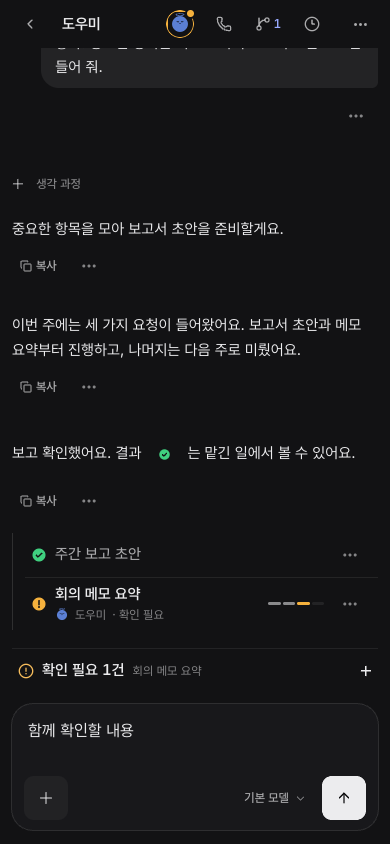 도우미
1
들어 줘.
생각 과정
중요한 항목을 모아 보고서 초안을 준비할게요.
복사
이번 주에는 세 가지 요청이 들어왔어요. 보고서 초안과 메모
요약부터 진행하고, 나머지는 다음 주로 미뤘어요.
복사
보고 확인했어요. 결과 는 맡긴 일에서 볼 수 있어요.
복사
주간 보고 초안
회의 메모 요약
도우미 · 확인 필요
확인 필요 1건 회의 메모 요약
함께 확인할 내용
기본 모델